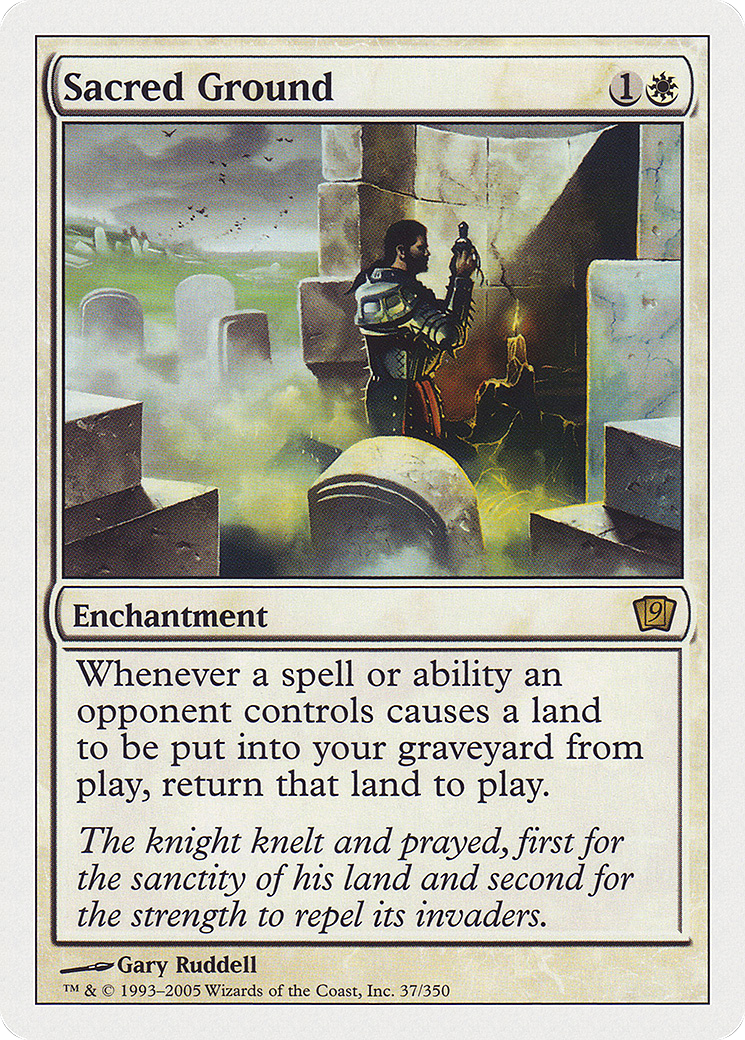 Sacred Ground 1
Enchantment 9
Whenever a spell or ability an
opponent controls causes a land
to be put into your graveyard from
play, return that land to play.
The knight knelt and prayed, first for
the sanctity of his land and second for
the strength to repel its invaders.
Gary Ruddell
™ & © 1993–2005 Wizards of the Coast, Inc. 37/350